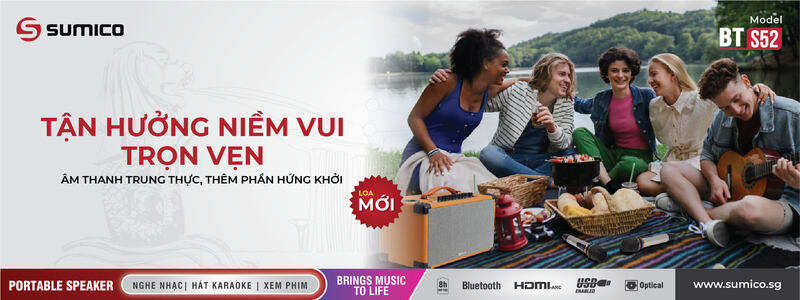 SUMICO
Model
BT S52
TẬN HƯỞNG NIỀM VUI
TRỌN VẸN
ÂM THANH TRUNG THỰC, THÊM PHẦN HỨNG KHỞI
LOA
MỚI
PORTABLE SPEAKER
NGHE NHẠC| HÁT KARAOKE | XEM PHIM
BRINGS MUSIC
TO LIFE
8h
Bluetooth
HDMI-ARC
USB
ENABLED
Optical
www.sumico.sg